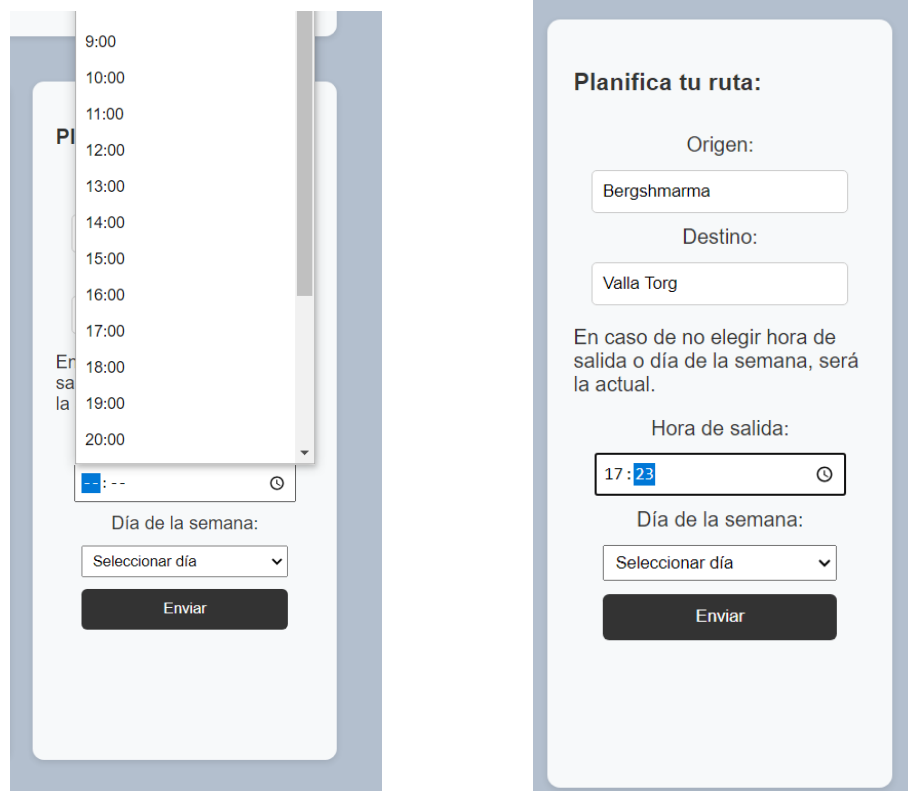 9:00
10:00
11:00
12:00
13:00
14:00
15:00
16:00
17:00
18:00
19:00
20:00
Pl
En
sa
la
--:--
Día de la semana:
Seleccionar día
Enviar
Planifica tu ruta:
Origen:
Bergshmarma
Destino:
Valla Torg
En caso de no elegir hora de
salida o día de la semana, será
la actual.
Hora de salida:
17:23
Día de la semana:
Seleccionar día
Enviar